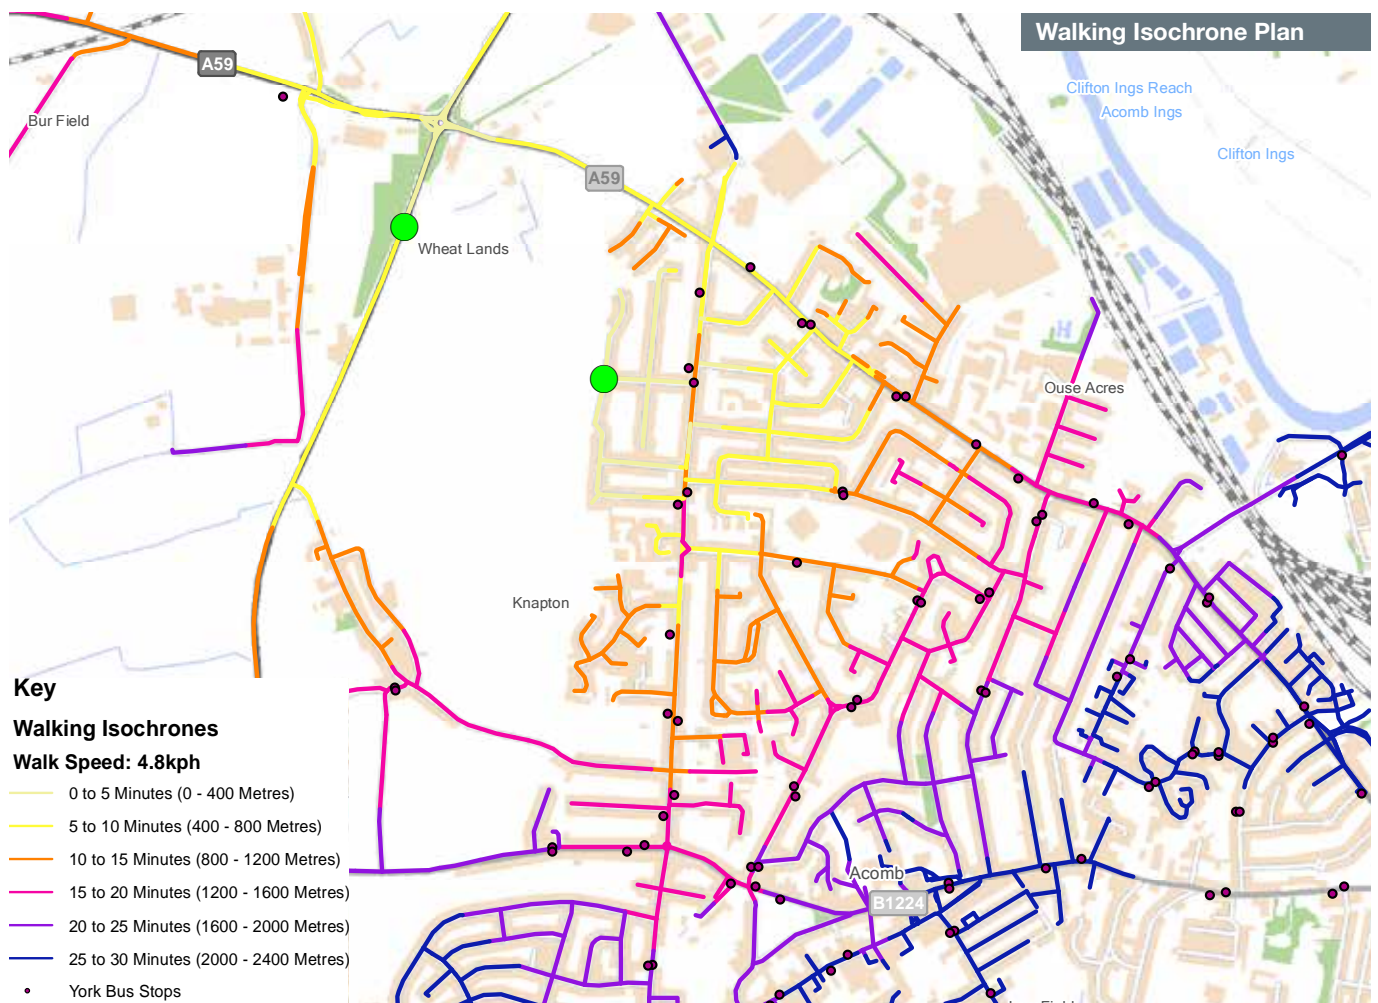 Walking Isochrone Plan
A59
Clifton Ings Reach
Acomb Ings
Bur Field
Clifton Ings
A59
Wheat Lands
H
Ouse Acres
Knapton
Key
Walking Isochrones
Walk Speed: 4.8kph
0 to 5 Minutes (0 - 400 Metres)
5 to 10 Minutes (400 - 800 Metres)
10 to 15 Minutes (800 - 1200 Metres)
15 to 20 Minutes (1200 - 1600 Metres)
20 to 25 Minutes (1600 - 2000 Metres)
25 to 30 Minutes (2000 - 2400 Metres)
York Bus Stops
Acomb
B1224